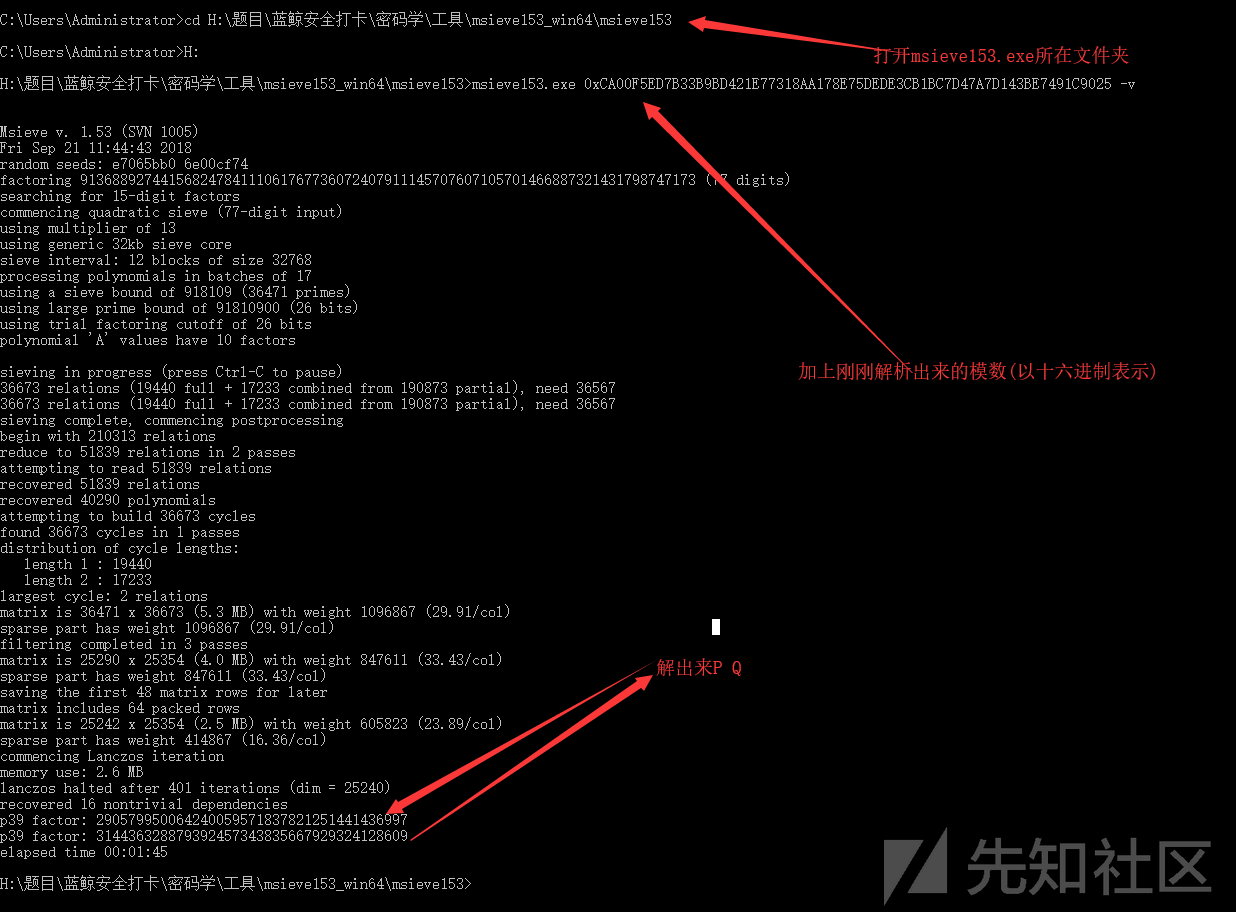 C:\Users\Administrator>cd H:\题目\蓝鲸安全打卡\密码学\工具\msieve153_win64\msieve153
C:\Users\Administrator>H:
打开msieve153.exe所在文件夹
H:\题目\蓝鲸安全打卡\密码学\工具\msieve153_win64\msieve153>msieve153.exe 0xCA00F5ED7B33B9BD421E77318AA178E75DEDE3CB1BC7D47A7D143BE7491C9025 -v
Msieve v. 1.53 (SVN 1005)
Fri Sep 21 11:44:43 2018
random seeds: e7065bb0 6e00cf74
factoring 91368892744156824784111061767736072407911145707607105701466887321431798747173 (77 digits)
searching for 15-digit factors
commencing quadratic sieve (77-digit input)
using multiplier of 13
using generic 32kb sieve core
sieve interval: 12 blocks of size 32768
processing polynomials in batches of 17
using a sieve bound of 918109 (36471 primes)
using large prime bound of 91810900 (26 bits)
using trial factoring cutoff of 26 bits
polynomial 'A' values have 10 factors
sieving in progress (press Ctrl-C to pause)
加上刚刚解析出来的模数(以十六进制表示)
36673 relations (19440 full + 17233 combined from 190873 partial), need 36567
36673 relations (19440 full + 17233 combined from 190873 partial), need 36567
sieving complete, commencing postprocessing
begin with 210313 relations
reduce to 51839 relations in 2 passes
attempting to read 51839 relations
recovered 51839 relations
recovered 40290 polynomials
attempting to build 36673 cycles
found 36673 cycles in 1 passes
distribution of cycle lengths:
length 1 : 19440
length 2 : 17233
largest cycle: 2 relations
matrix is 36471 x 36673 (5.3 MB) with weight 1096867 (29.91/col)
sparse part has weight 1096867 (29.91/col)
filtering completed in 3 passes
matrix is 25290 x 25354 (4.0 MB) with weight 847611 (33.43/col)
解出来P Q
sparse part has weight 847611 (33.43/col)
saving the first 48 matrix rows for later
matrix includes 64 packed rows
matrix is 25242 x 25354 (2.5 MB) with weight 605823 (23.89/col)
sparse part has weight 414867 (16.36/col)
commencing Lanczos iteration
memory use: 2.6 MB
lanczos halted after 401 iterations (dim = 25240)
recovered 16 nontrivial dependencies
p39 factor: 290579950064240059571837821251441436997
p39 factor: 314436328879392457343835667929324128609
elapsed time 00:01:45
H:\题目\蓝鲸安全打卡\密码学\工具\msieve153_win64\msieve153>
先知社区